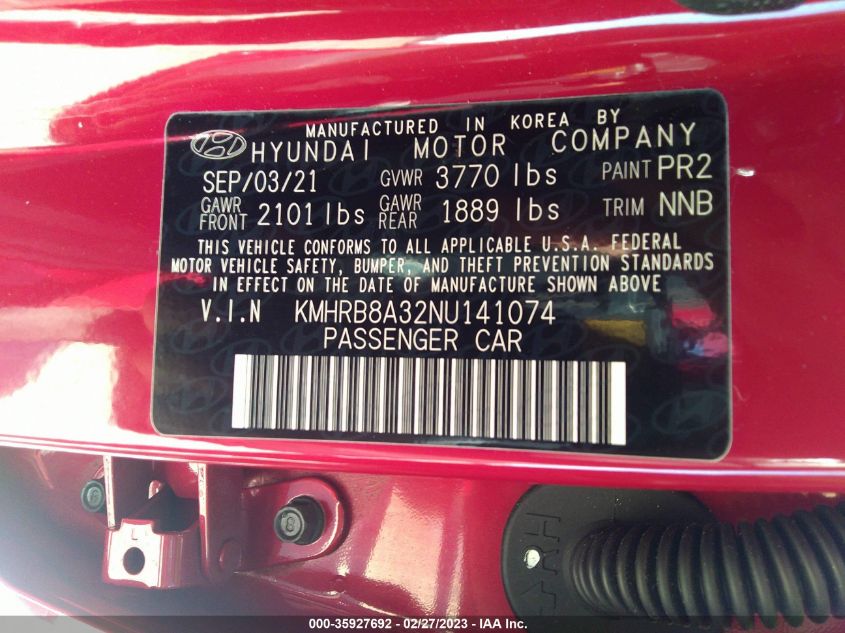 MANUFACTURED IN KOREA BY
HYUNDAI MOTOR COMPANY
SEP/03/21 GVWR 3770 lbs PAINT PR2
GAWR FRONT 2101 lbs GAWR REAR 1889 lbs TRIM NNB
THIS VEHICLE CONFORMS TO ALL APPLICABLE U.S.A. FEDERAL
MOTOR VEHICLE SAFETY, BUMPER, AND THEFT PREVENTION STANDARDS
IN EFFECT ON THE DATE OF MANUFACTURE SHOWN ABOVE
V.I.N KMHRB8A32NU141074
PASSENGER CAR
8
000-35927692 - 02/27/2023 - IAA Inc.